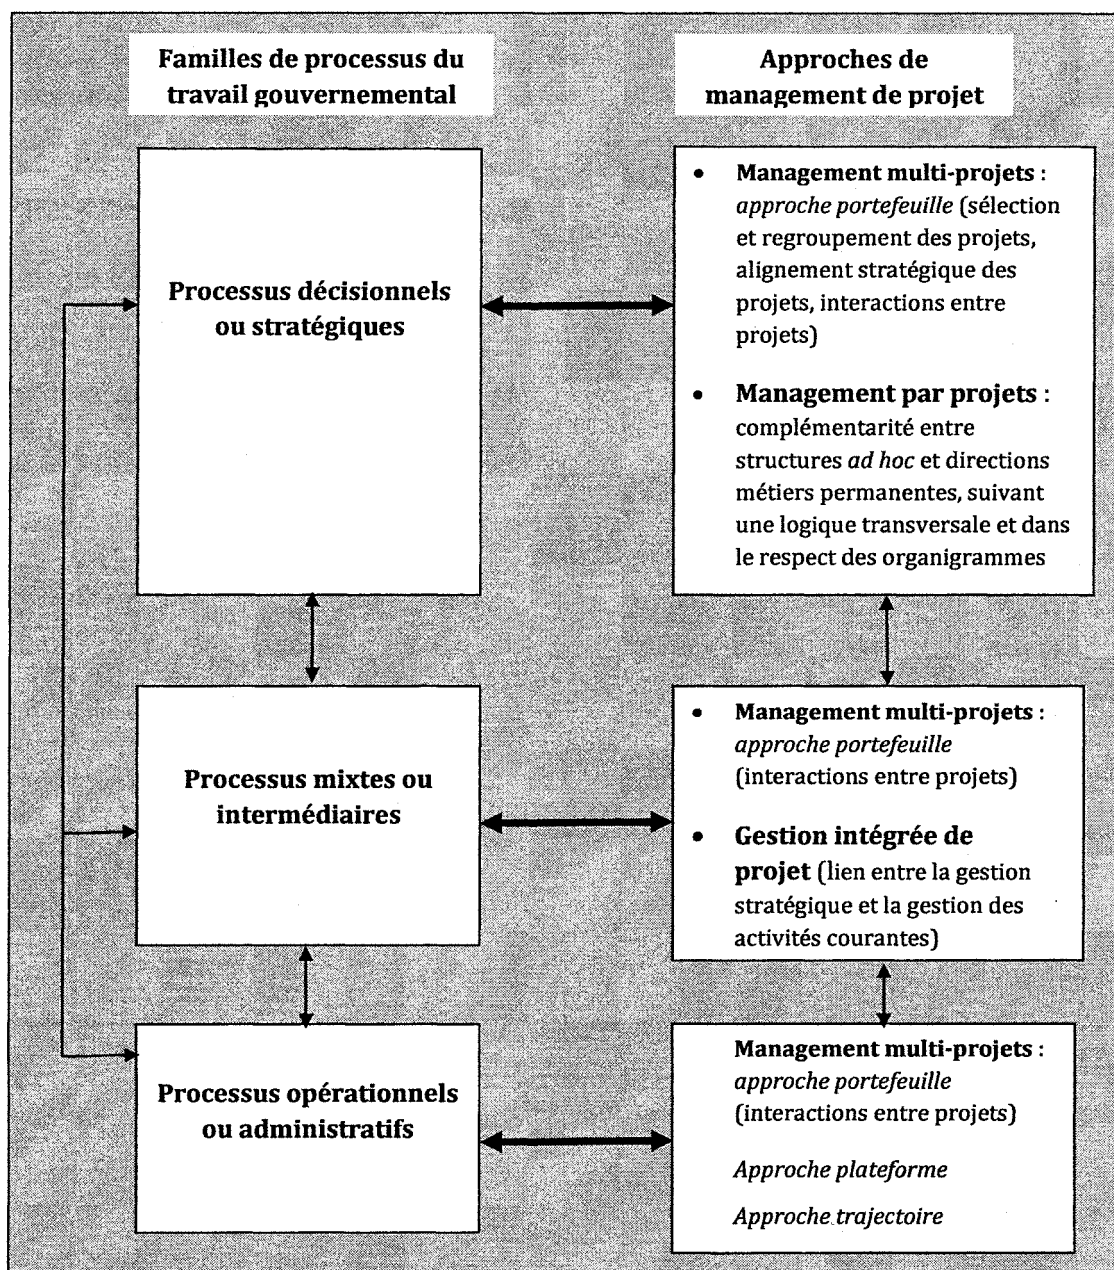 Familles de processus du
travail gouvernemental
Approches de
management de projet
Processus décisionnels
ou stratégiques
• Management multi-projets :
approche portefeuille (sélection
et regroupement des projets,
alignement stratégique des
projets, interactions entre
projets)
• Management par projets :
complémentarité entre
structures ad hoc et directions
métiers permanentes, suivant
une logique transversale et dans
le respect des organigrammes
Processus mixtes ou
intermédiaires
• Management multi-projets :
approche portefeuille
(interactions entre projets)
• Gestion intégrée de
projet (lien entre la gestion
stratégique et la gestion des
activités courantes)
Processus opérationnels
ou administratifs
Management multi-projets :
approche portefeuille
(interactions entre projets)
Approche plateforme
Approche trajectoire